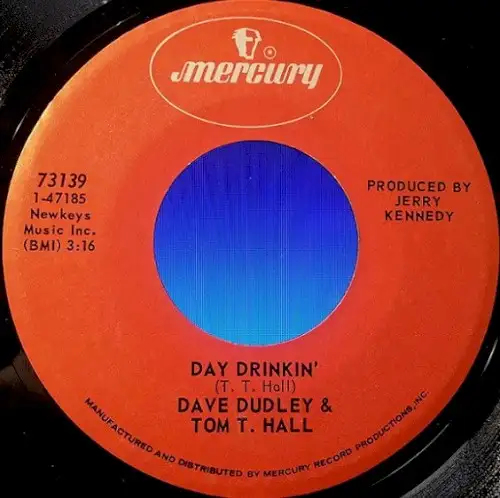 mercury
®
73139
1-47185
Newkeys
Music Inc.
(BMI) 3:16
PRODUCED BY
JERRY
KENNEDY
DAY DRINKIN'
(T. T. Hall)
DAVE DUDLEY &
TOM T. HALL
MANUFACTURED AND DISTRIBUTED BY MERCURY RECORD PRODUCTIONS, INC.